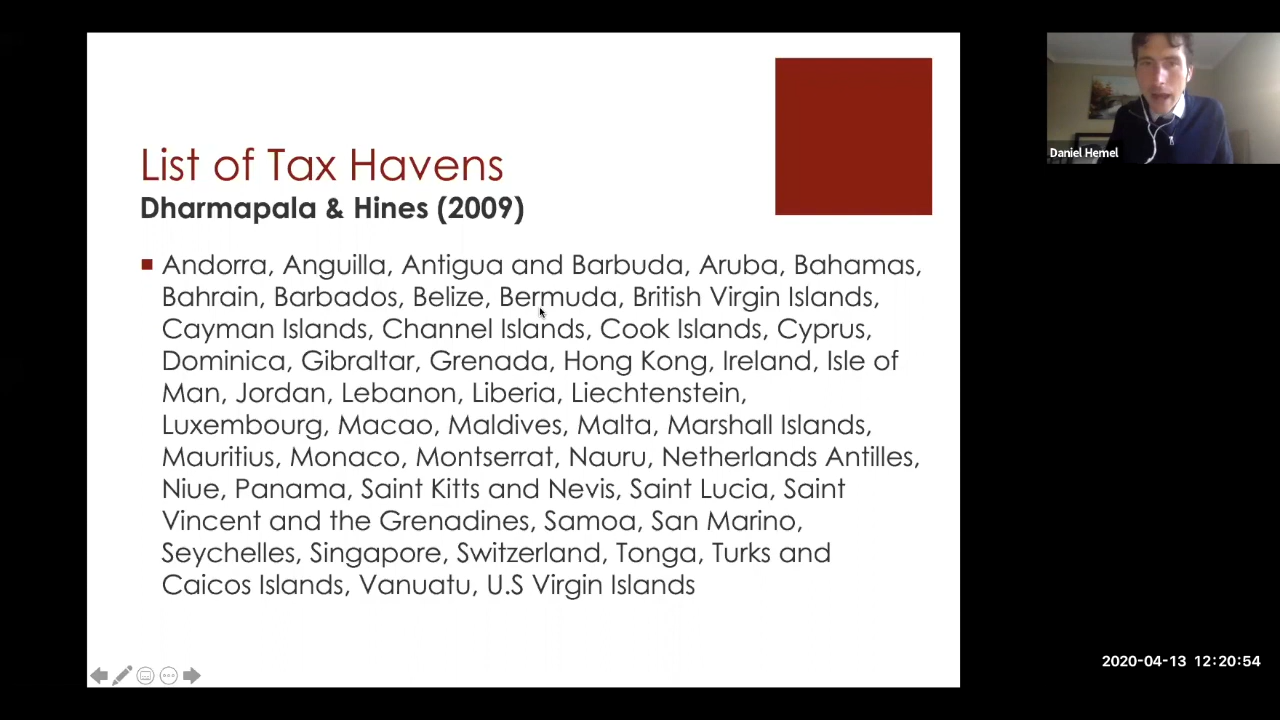 List of Tax Havens
Dharmapala & Hines (2009)
Andorra, Anguilla, Antigua and Barbuda, Aruba, Bahamas,
Bahrain, Barbados, Belize, Bermuda, British Virgin Islands,
Cayman Islands, Channel Islands, Cook Islands, Cyprus,
Dominica, Gibraltar, Grenada, Hong Kong, Ireland, Isle of
Man, Jordan, Lebanon, Liberia, Liechtenstein,
Luxembourg, Macao, Maldives, Malta, Marshall Islands,
Mauritius, Monaco, Montserrat, Nauru, Netherlands Antilles,
Niue, Panama, Saint Kitts and Nevis, Saint Lucia, Saint
Vincent and the Grenadines, Samoa, San Marino,
Seychelles, Singapore, Switzerland, Tonga, Turks and
Caicos Islands, Vanuatu, U.S Virgin Islands
Daniel Hemel
2020-04-13 12:20:54